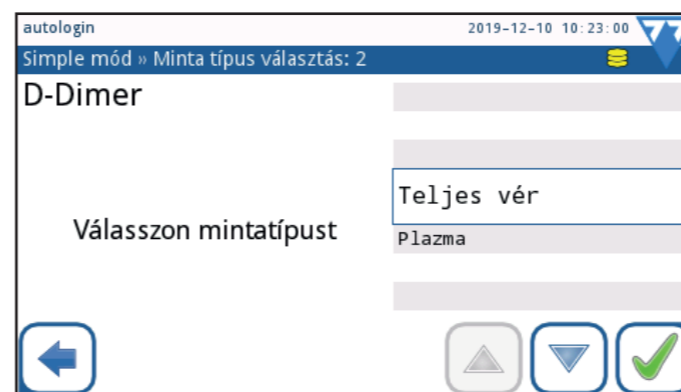 autologin 2019-12-10 10:23:00
Simple mód » Minta típus választás: 2
D-Dimer
Teljes vér
Válasszon mintatípust
Plazma